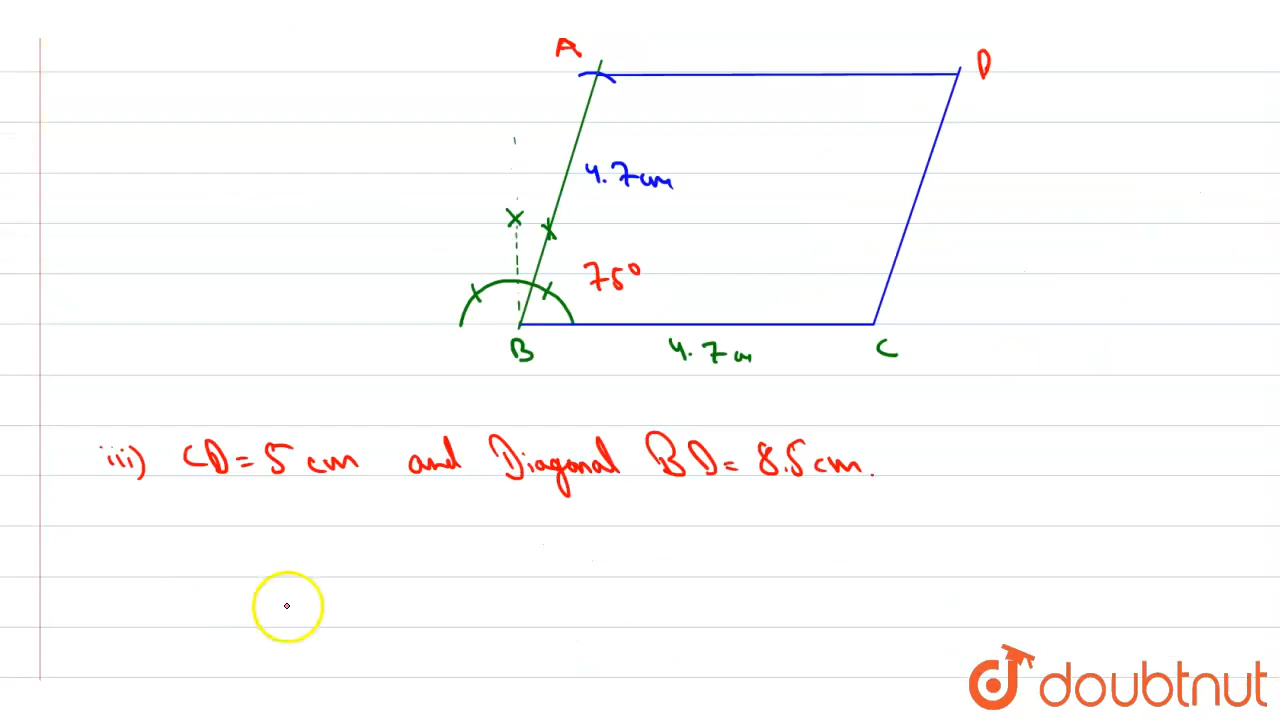 A
D
4.7cm
75°
B
4.7cm
C
iii) CD = 5 cm and Diagonal BD = 8.5 cm.
doubtnut